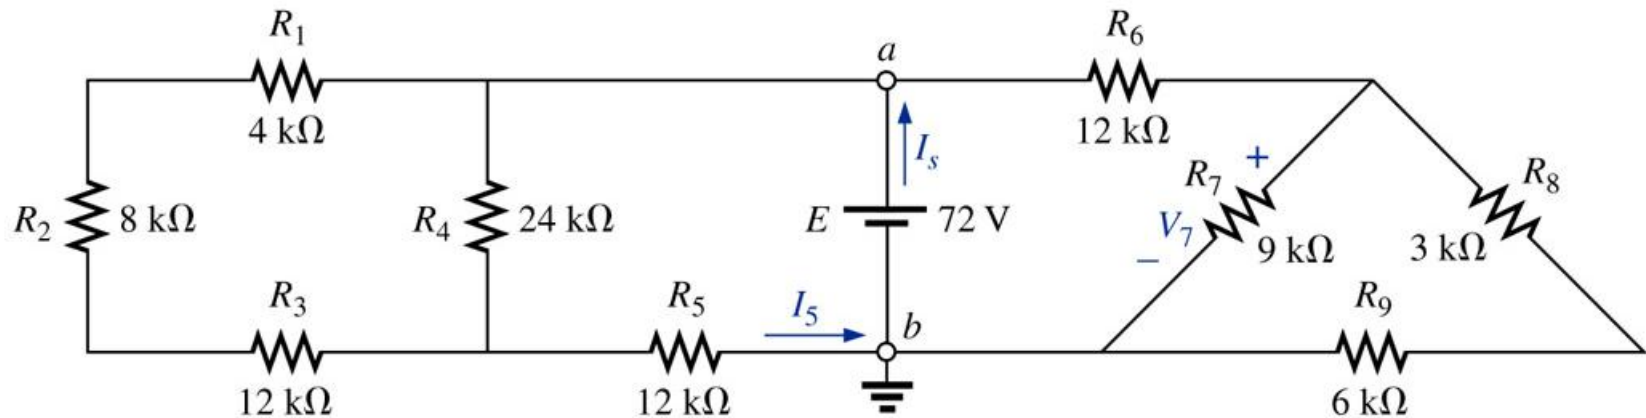 R₁
4 kΩ
R₂
8 kΩ
R₃
12 kΩ
R₄
24 kΩ
R₅
12 kΩ
I₅
a
Iₛ
E
72 V
b
R₆
12 kΩ
+
R₇
V₇
9 kΩ
–
R₈
3 kΩ
R₉
6 kΩ